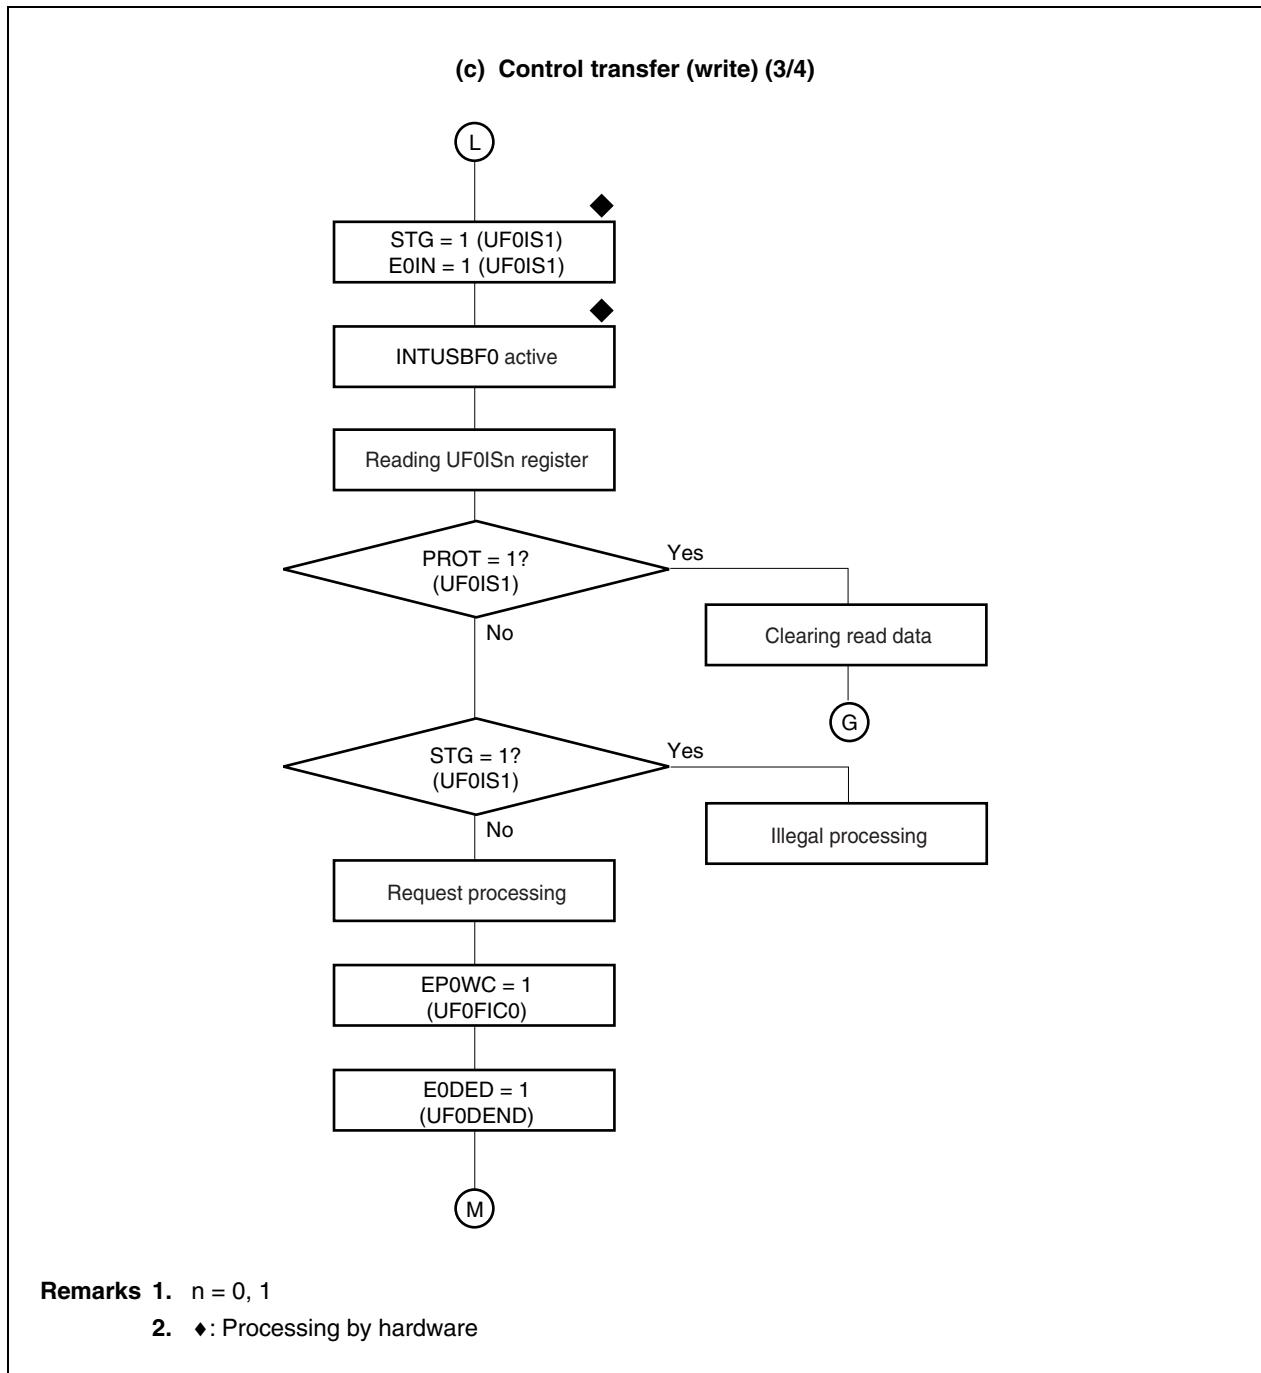 (c) Control transfer (write) (3/4)
L
STG = 1 (UF0IS1)
E0IN = 1 (UF0IS1)
INTUSBF0 active
Reading UF0ISn register
PROT = 1?
(UF0IS1)
Yes
No
Clearing read data
G
STG = 1?
(UF0IS1)
Yes
No
Illegal processing
Request processing
EP0WC = 1
(UF0FIC0)
E0DED = 1
(UF0DEND)
M
Remarks 1. n = 0, 1
2. ♦: Processing by hardware